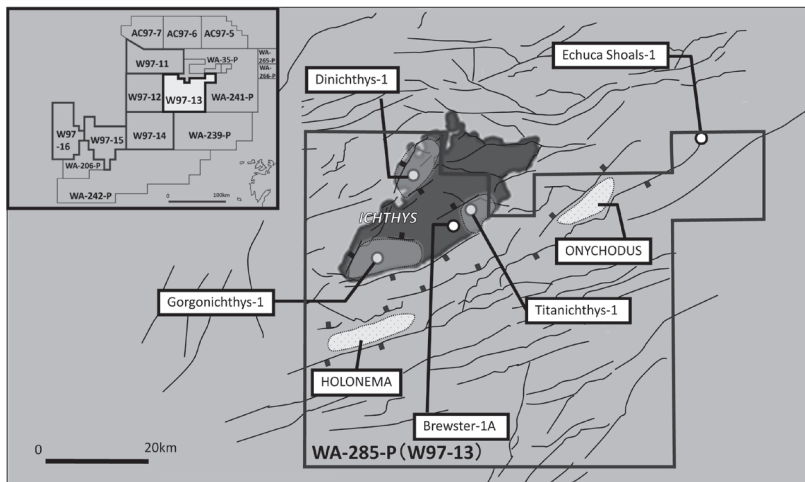 AC97-7
AC97-6
AC97-5
W97-11
WA-35-P
WA-
265-P
WA-
266-P
W97-12
W97-13
WA-241-P
W97
-16
W97-15
W97-14
WA-239-P
WA-206-P
WA-242-P
0 100km
Dinichthys-1
Echuca Shoals-1
ICHTHYS
ONYCHODUS
Gorgonichthys-1
Titanichthys-1
HOLONEMA
Brewster-1A
WA-285-P(W97-13)
0 20km